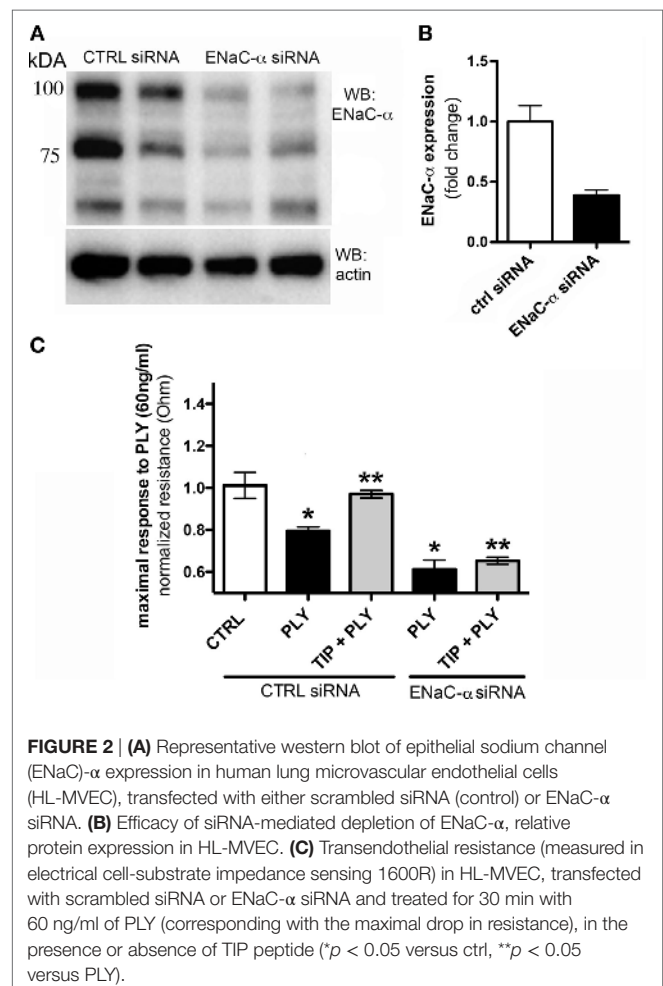 A
kDA
CTRL siRNA ENaC-α siRNA
100
75
WB:
ENaC-α
WB:
actin
B
ENaC-α expression
(fold change)
1.5
1.0
0.5
0.0
ctrl siRNA
ENaC-α siRNA
C
maximal response to PLY (60ng/ml)
normalized resistance (Ohm)
1.4
1.2
1.0
0.8
0.6
*
**
*
**
CTRL
PLY
TIP + PLY
PLY
TIP + PLY
CTRL siRNA
ENaC-α siRNA
FIGURE 2 | (A) Representative western blot of epithelial sodium channel
(ENaC)-α expression in human lung microvascular endothelial cells
(HL-MVEC), transfected with either scrambled siRNA (control) or ENaC-α
siRNA. (B) Efficacy of siRNA-mediated depletion of ENaC-α, relative
protein expression in HL-MVEC. (C) Transendothelial resistance (measured in
electrical cell-substrate impedance sensing 1600R) in HL-MVEC, transfected
with scrambled siRNA or ENaC-α siRNA and treated for 30 min with
60 ng/ml of PLY (corresponding with the maximal drop in resistance), in the
presence or absence of TIP peptide (*p < 0.05 versus ctrl, **p < 0.05
versus PLY).